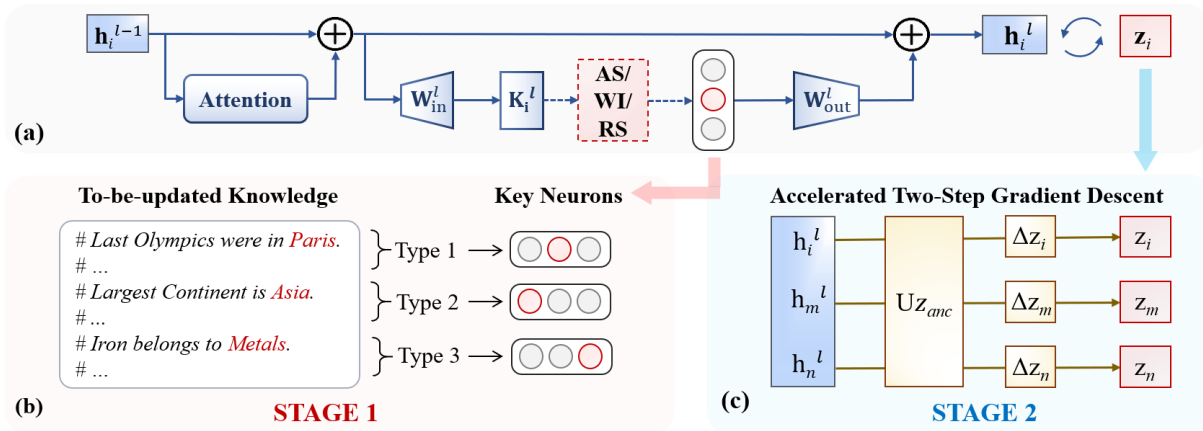 h_i^{l-1}
Attention
W_in^l
K_i^l
AS/
WI/
RS
W_out^l
h_i^l
z_i
(a)
To-be-updated Knowledge
Key Neurons
# Last Olympics were in Paris.
# ...
# Largest Continent is Asia.
# ...
# Iron belongs to Metals.
# ...
Type 1
Type 2
Type 3
(b)
STAGE 1
Accelerated Two-Step Gradient Descent
h_i^l
h_m^l
h_n^l
Uz_anc
Δz_i
Δz_m
Δz_n
z_i
z_m
z_n
(c)
STAGE 2